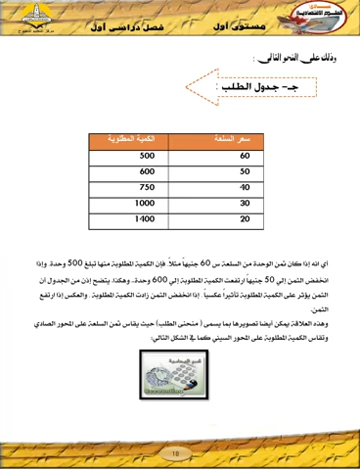 مستوى أول
فصل دراسي أول
وذلك على النحو التالي :
جـ- جدول الطلب :
سعر السلعة الكمية المطلوبة
60 500
50 600
40 750
30 1000
20 1400
أي انه إذا كان ثمن الوحدة من السلعة س 60 جنيهاً مثلاً، فإن الكمية المطلوبة منها تبلغ 500 وحدة. وإذا
انخفض الثمن إلى 50 جنيهاً ارتفعت الكمية المطلوبة إلى 600 وحدة.. وهكذا، يتضح إذن من الجدول أن
الثمن يؤثر على الكمية المطلوبة تأثيراً عكسياً : إذا انخفض الثمن زادت الكمية المطلوبة . والعكس إذا ارتفع
الثمن.
وهذه العلاقة يمكن أيضا تصويرها بما يسمى ( منحنى الطلب) حيث يقاس ثمن السلعة على المحور الصادي
وتقاس الكمية المطلوبة على المحور السيني كما في الشكل التالي:
18